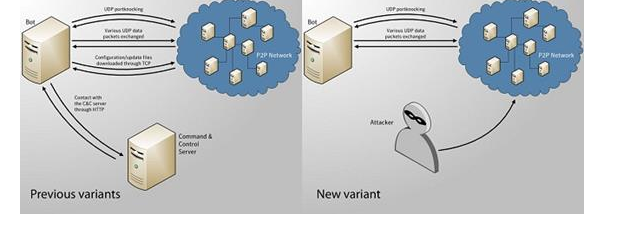 UDP portknocking
Bot
Various UDP data
packets exchanged
Configuration/update files
downloaded through TCP
P2P Network
Contact with
the C&C server
through HTTP
Command &
Control
Server
Previous variants
UDP portknocking
Bot
Various UDP data
packets exchanged
P2P Network
Attacker
New variant